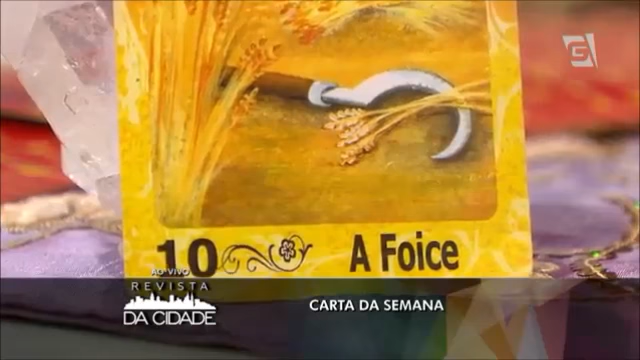 10 A Foice
AO VIVO
REVISTA
DA CIDADE
CARTA DA SEMANA